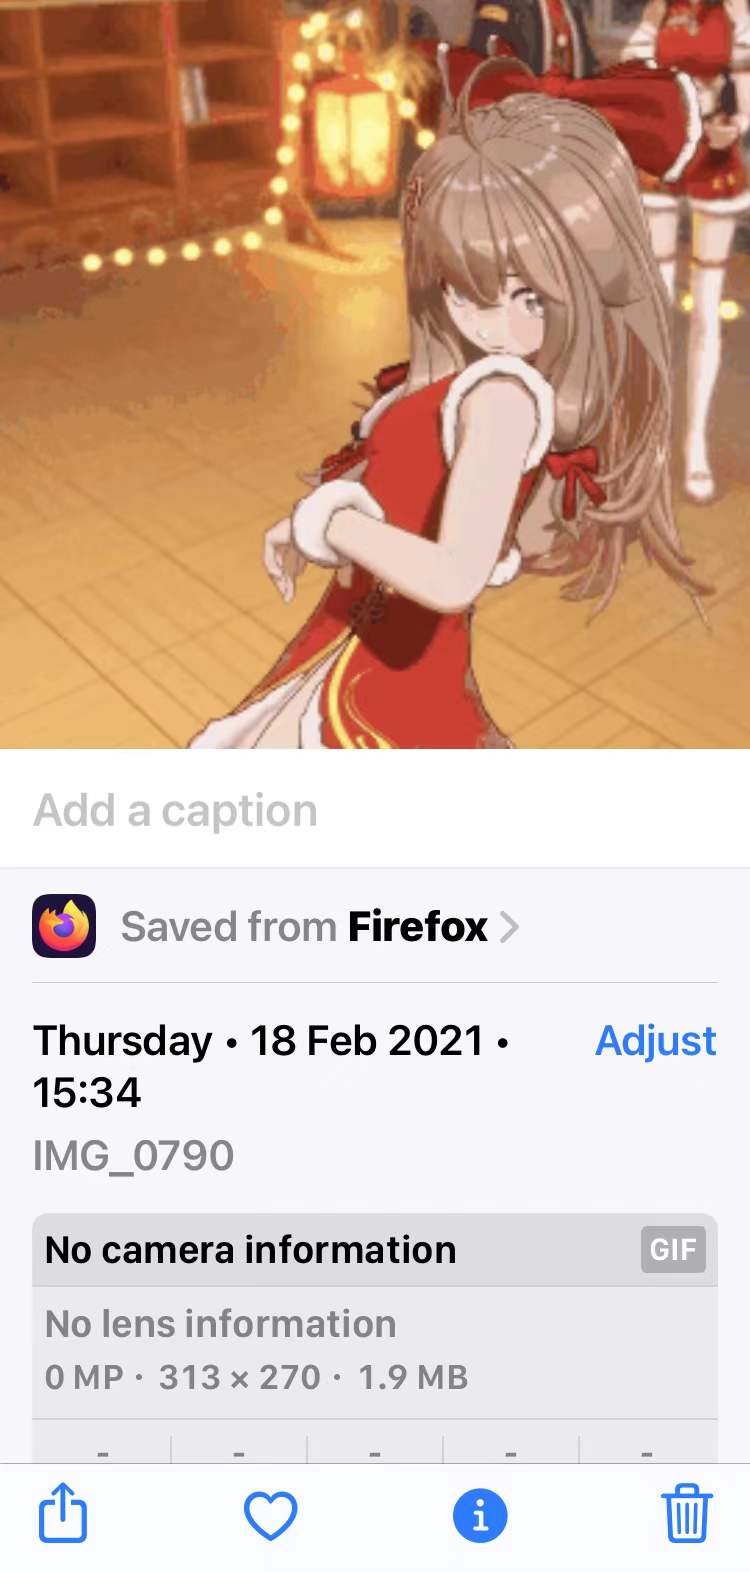 Add a caption
Saved from Firefox
Thursday • 18 Feb 2021 •
15:34
Adjust
IMG_0790
No camera information
GIF
No lens information
0 MP • 313 × 270 • 1.9 MB
- - - - -